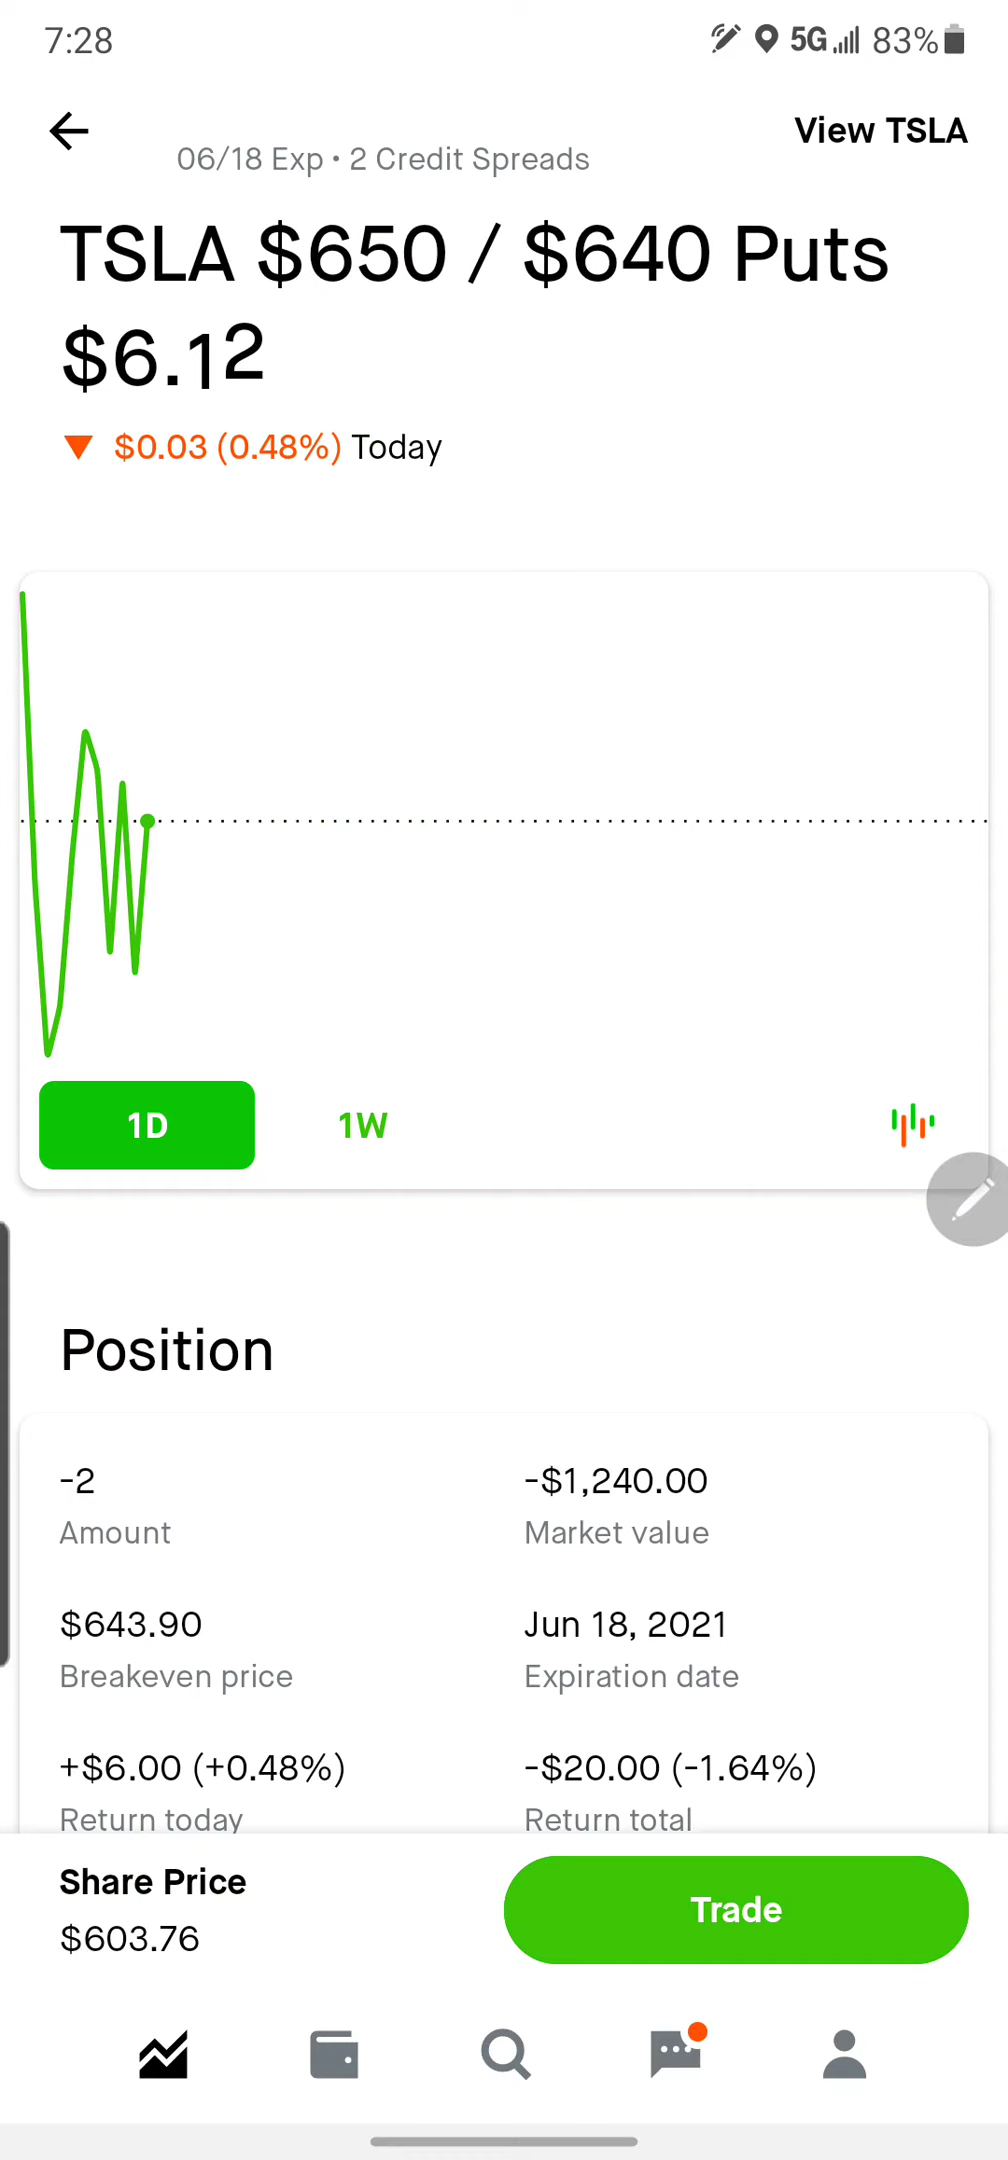 7:28
5G 83%
View TSLA
06/18 Exp • 2 Credit Spreads
TSLA $650 / $640 Puts
$6.12
▼ $0.03 (0.48%) Today
1D
1W
Position
-2
-$1,240.00
Amount
Market value
$643.90
Jun 18, 2021
Breakeven price
Expiration date
+$6.00 (+0.48%)
-$20.00 (-1.64%)
Return today
Return total
Share Price
Trade
$603.76